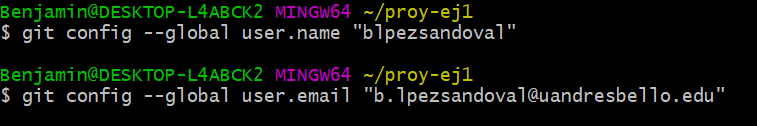 Benjamin@DESKTOP-L4ABCK2 MINGW64 ~/proy-ej1
$ git config --global user.name "blpezsandoval"
Benjamin@DESKTOP-L4ABCK2 MINGW64 ~/proy-ej1
$ git config --global user.email "b.lpezsandoval@uandresbello.edu"